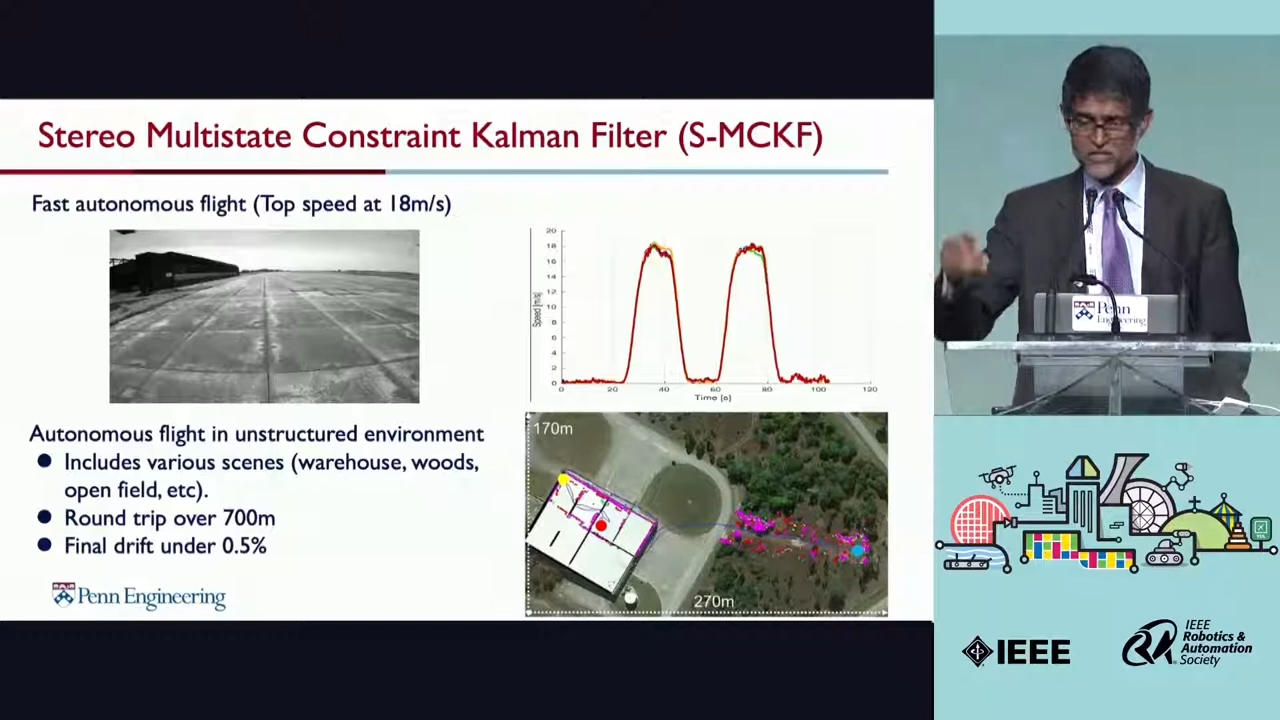 Stereo Multistate Constraint Kalman Filter (S-MCKF)
Fast autonomous flight (Top speed at 18m/s)
20
18
16
14
12
10
8
6
4
2
0
Speed [m/s]
0 20 40 60 80 100 120
Time [s]
Autonomous flight in unstructured environment
● Includes various scenes (warehouse, woods,
open field, etc).
● Round trip over 700m
● Final drift under 0.5%
170m
270m
Penn Engineering
Penn
Engineering
IEEE
IEEE
Robotics &
Automation
Society